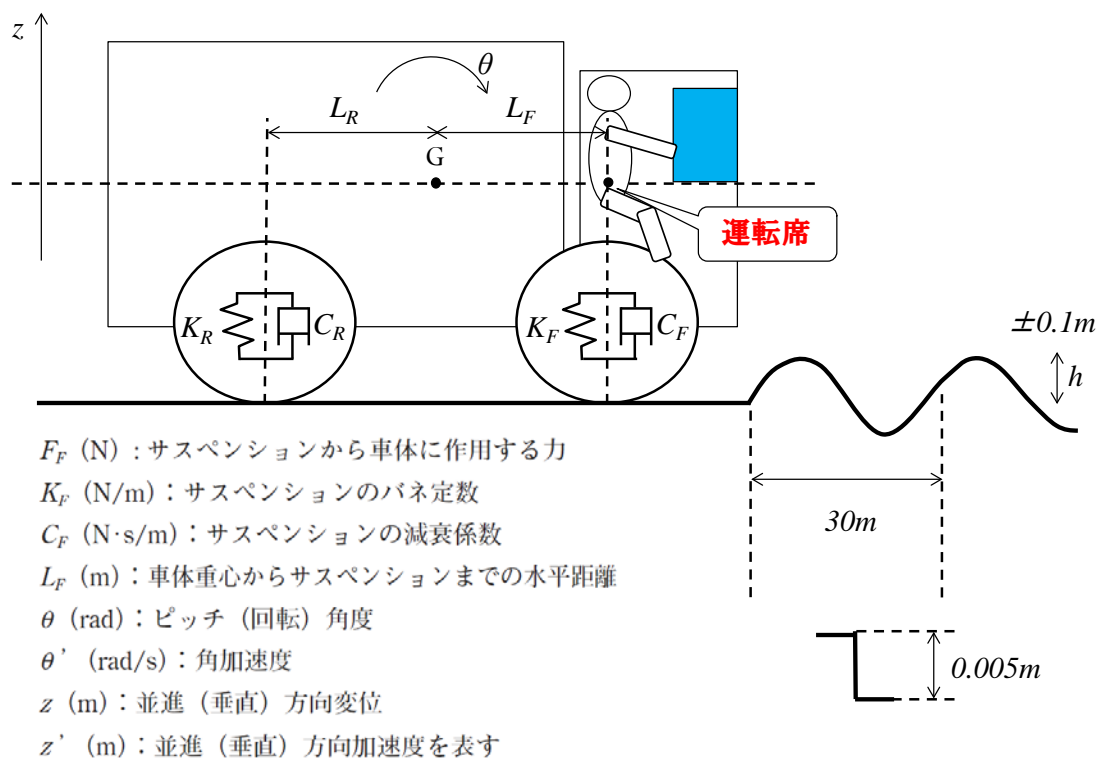 z
θ
L_R
L_F
G
運転席
K_R
C_R
K_F
C_F
±0.1m
h
30m
0.005m
F_F (N) : サスペンションから車体に作用する力
K_F (N/m)：サスペンションのバネ定数
C_F (N·s/m)：サスペンションの減衰係数
L_F (m)：車体重心からサスペンションまでの水平距離
θ (rad)：ピッチ（回転）角度
θ’ (rad/s)：角加速度
z (m)：並進（垂直）方向変位
z’ (m)：並進（垂直）方向加速度を表す